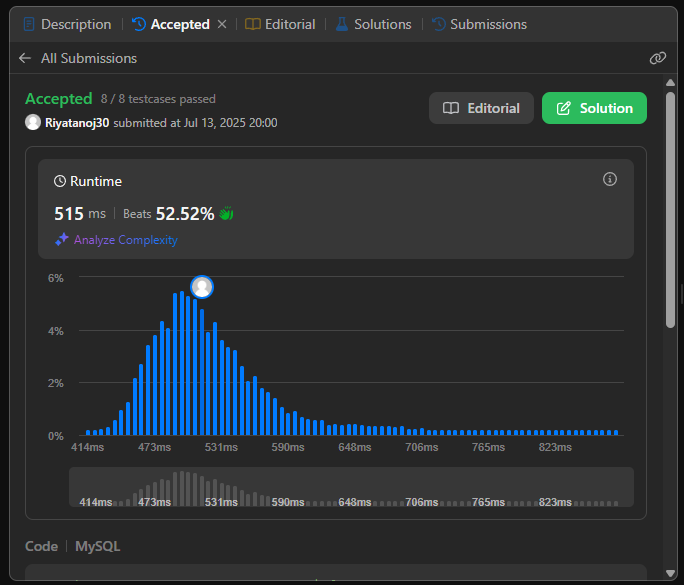 Description Accepted Editorial Solutions Submissions
All Submissions
Accepted 8 / 8 testcases passed
Riyatanoj30 submitted at Jul 13, 2025 20:00
Editorial
Solution
Runtime
515 ms Beats 52.52%
Analyze Complexity
6%
4%
2%
0%
414ms 473ms 531ms 590ms 648ms 706ms 765ms 823ms
414ms 473ms 531ms 590ms 648ms 706ms 765ms 823ms
Code MySQL